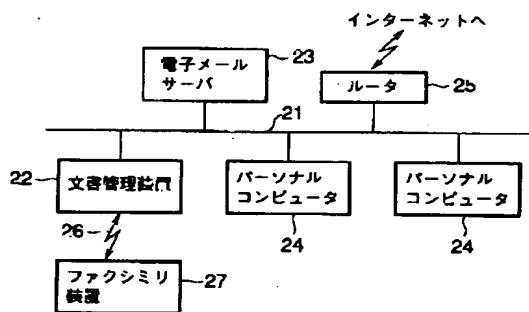 インターネットへ
電子メール
サーバ
23
ルータ
25
21
22
文書管理装置
パーソナル
コンピュータ
24
パーソナル
コンピュータ
24
26
ファクシミリ
装置
27